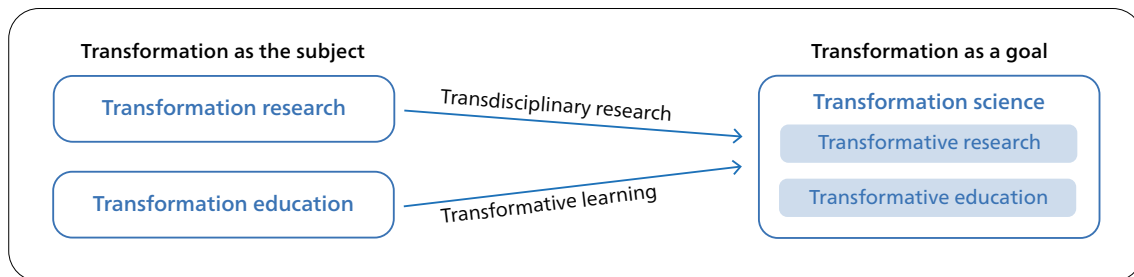 Transformation as the subject
Transformation research
Transformation education
Transdisciplinary research
Transformative learning
Transformation as a goal
Transformation science
Transformative research
Transformative education